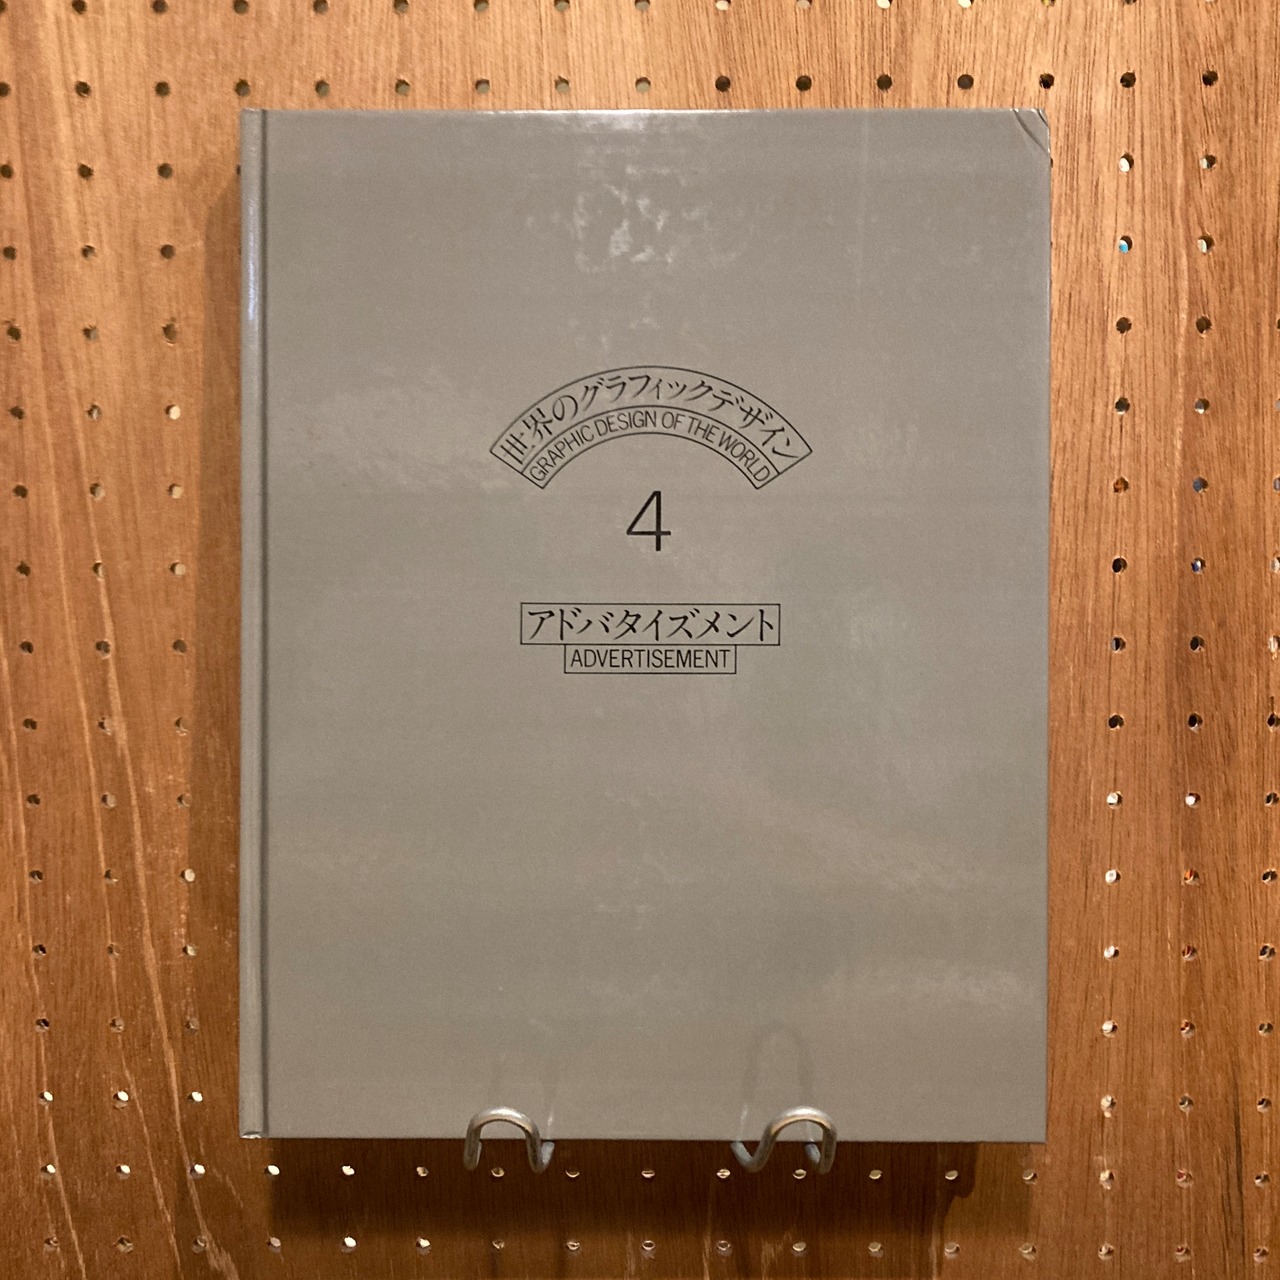 世界のグラフィックデザイン
GRAPHIC DESIGN OF THE WORLD
4
アドバタイズメント
ADVERTISEMENT